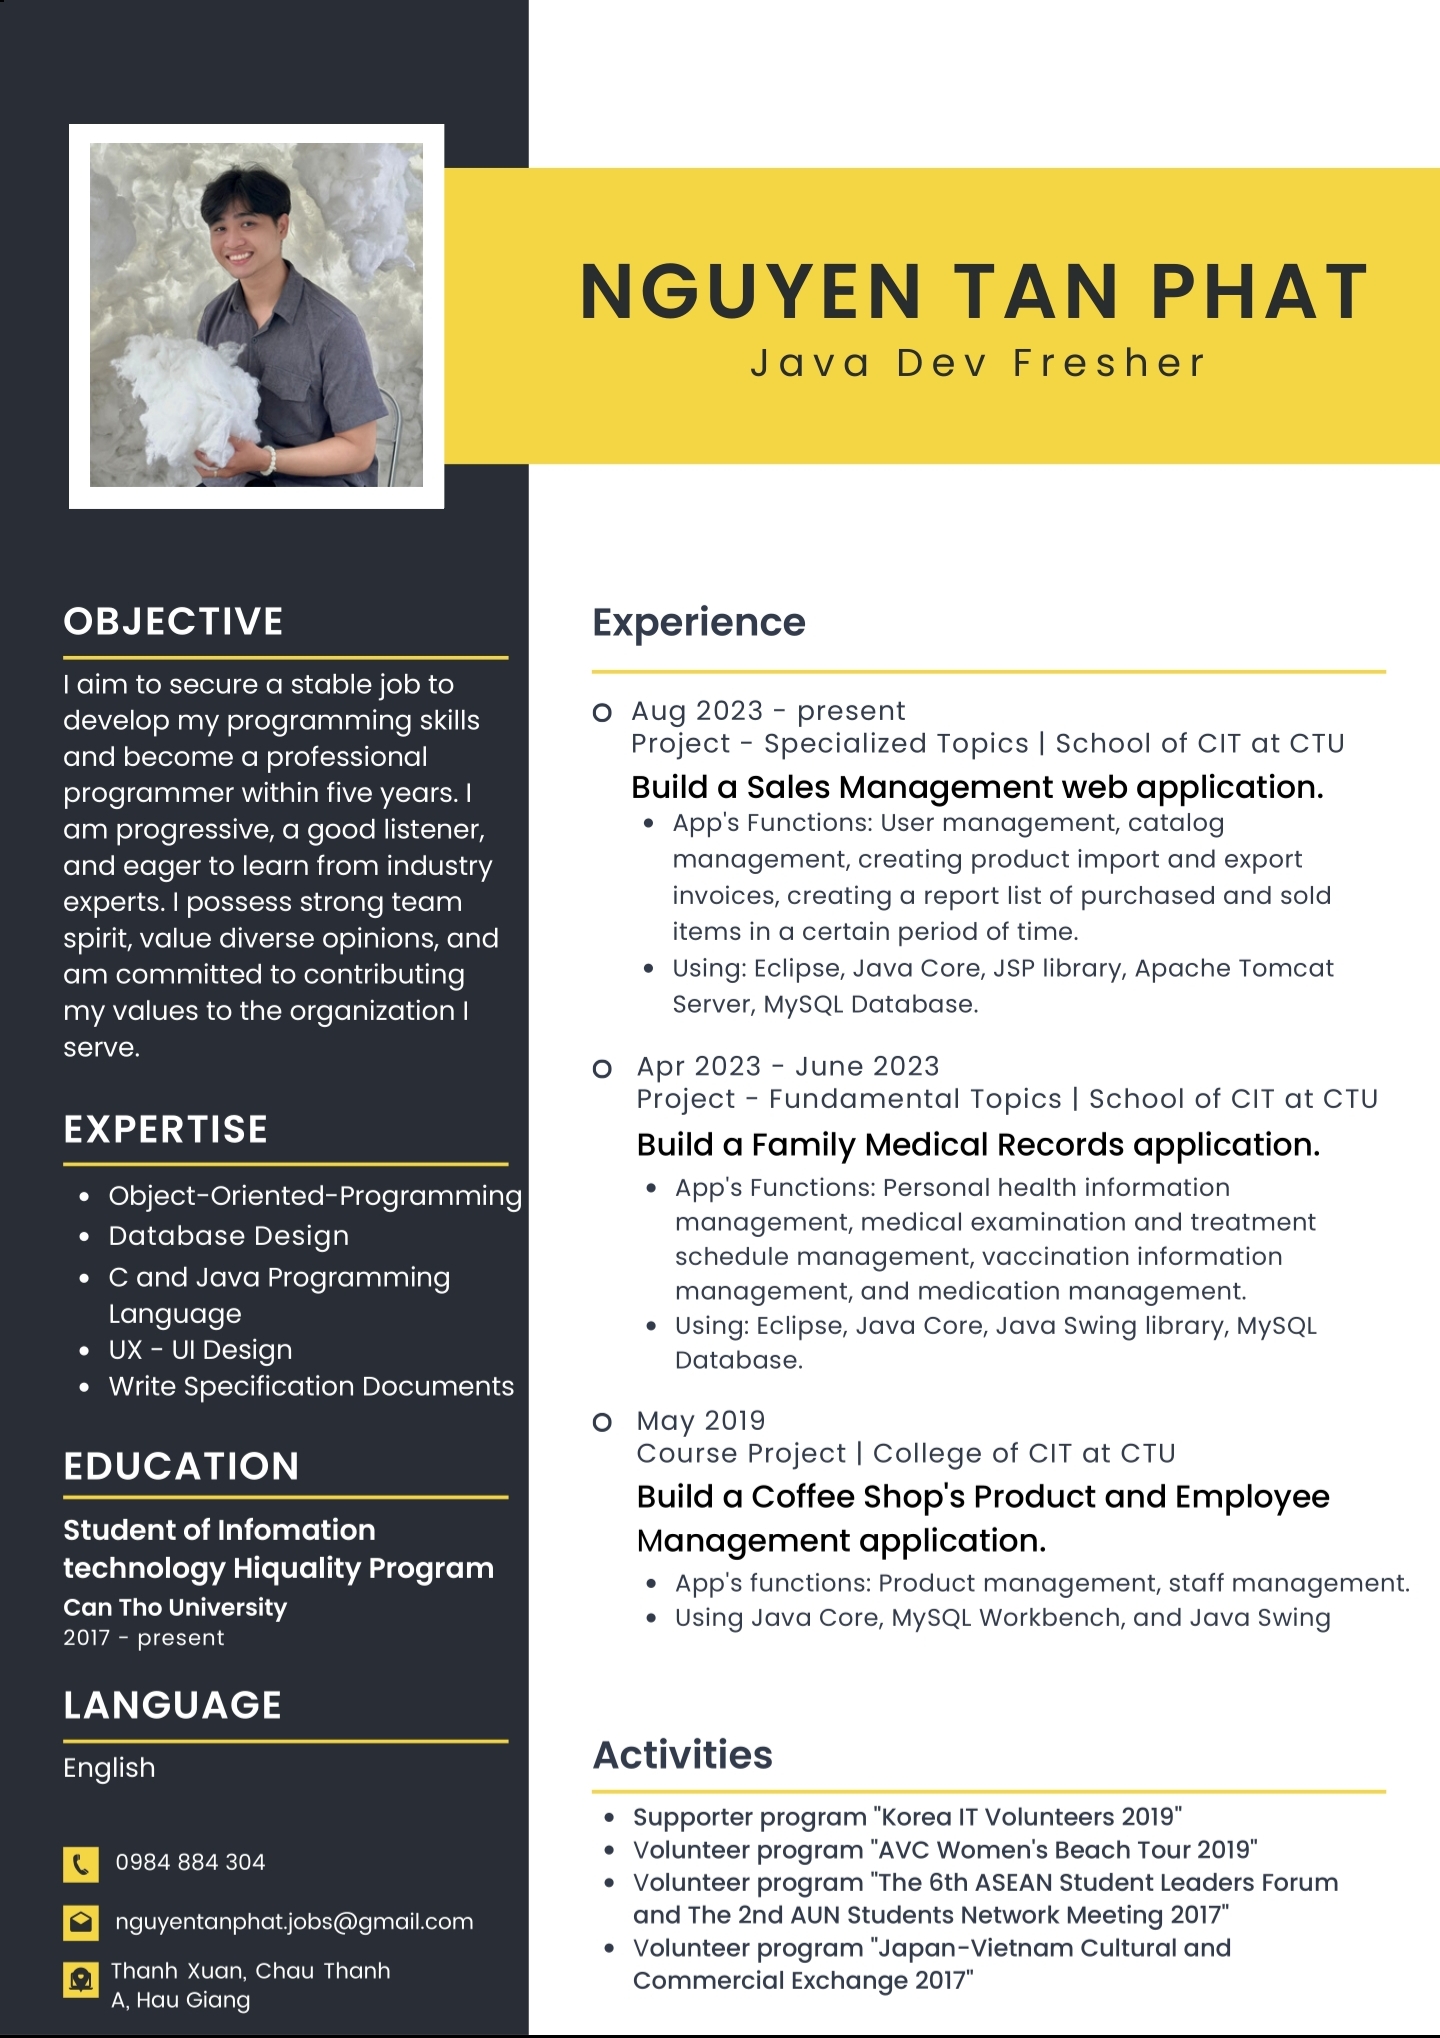 NGUYEN TAN PHAT
Java Dev Fresher
OBJECTIVE
I aim to secure a stable job to
develop my programming skills
and become a professional
programmer within five years. I
am progressive, a good listener,
and eager to learn from industry
experts. I possess strong team
spirit, value diverse opinions, and
am committed to contributing
my values to the organization I
serve.
EXPERTISE
• Object-Oriented-Programming
• Database Design
• C and Java Programming
Language
• UX - UI Design
• Write Specification Documents
EDUCATION
Student of Infomation
technology Hiquality Program
Can Tho University
2017 - present
LANGUAGE
English
0984 884 304
nguyentanphat.jobs@gmail.com
Thanh Xuan, Chau Thanh
A, Hau Giang
Experience
Aug 2023 - present
Project - Specialized Topics | School of CIT at CTU
Build a Sales Management web application.
• App's Functions: User management, catalog
management, creating product import and export
invoices, creating a report list of purchased and sold
items in a certain period of time.
• Using: Eclipse, Java Core, JSP library, Apache Tomcat
Server, MySQL Database.
Apr 2023 - June 2023
Project - Fundamental Topics | School of CIT at CTU
Build a Family Medical Records application.
• App's Functions: Personal health information
management, medical examination and treatment
schedule management, vaccination information
management, and medication management.
• Using: Eclipse, Java Core, Java Swing library, MySQL
Database.
May 2019
Course Project | College of CIT at CTU
Build a Coffee Shop's Product and Employee
Management application.
• App's functions: Product management, staff management.
• Using Java Core, MySQL Workbench, and Java Swing
Activities
• Supporter program "Korea IT Volunteers 2019"
• Volunteer program "AVC Women's Beach Tour 2019"
• Volunteer program "The 6th ASEAN Student Leaders Forum
and The 2nd AUN Students Network Meeting 2017"
• Volunteer program "Japan-Vietnam Cultural and
Commercial Exchange 2017"